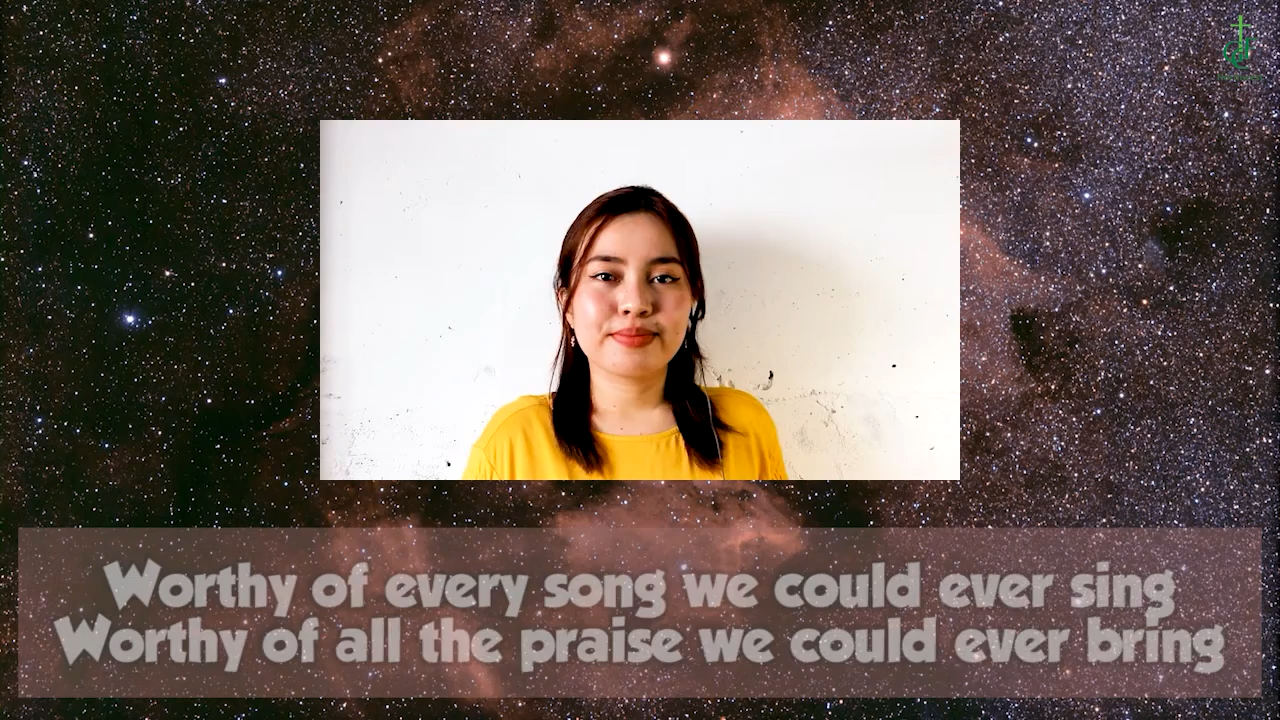 Worthy of every song we could ever sing
Worthy of all the praise we could ever bring